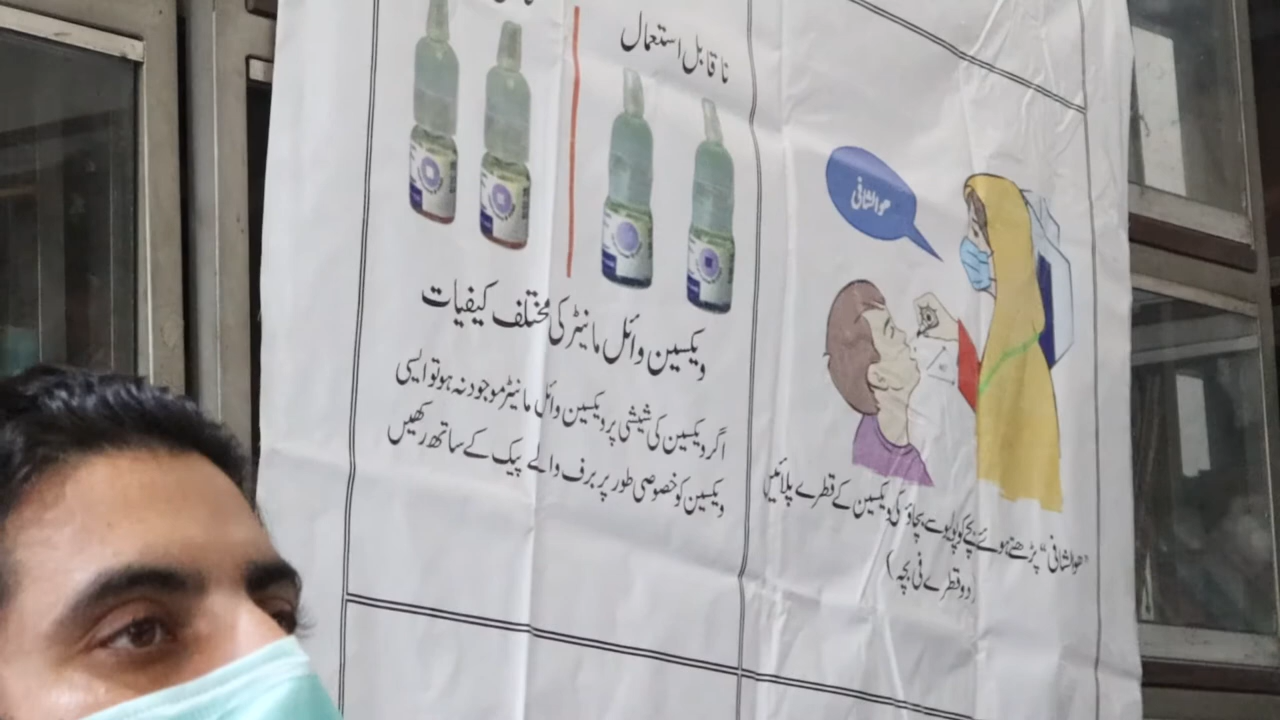 ناقابل استعمال
ویکسین وائل مانیٹر کی مختلف کیفیات
اگر ویکسین کی شیشی پر ویکسین وائل مانیٹر موجود نہ ہو تو ایسی
ویکسین کو خصوصی طور پر برف والے پیک کے ساتھ رکھیں
ھوالشافی
"ھوالشافی" پڑھتے ہوئے بچے کو پولیو سے بچاؤ کی ویکسین کے قطرے پلائیں
(دو قطرے فی بچہ)